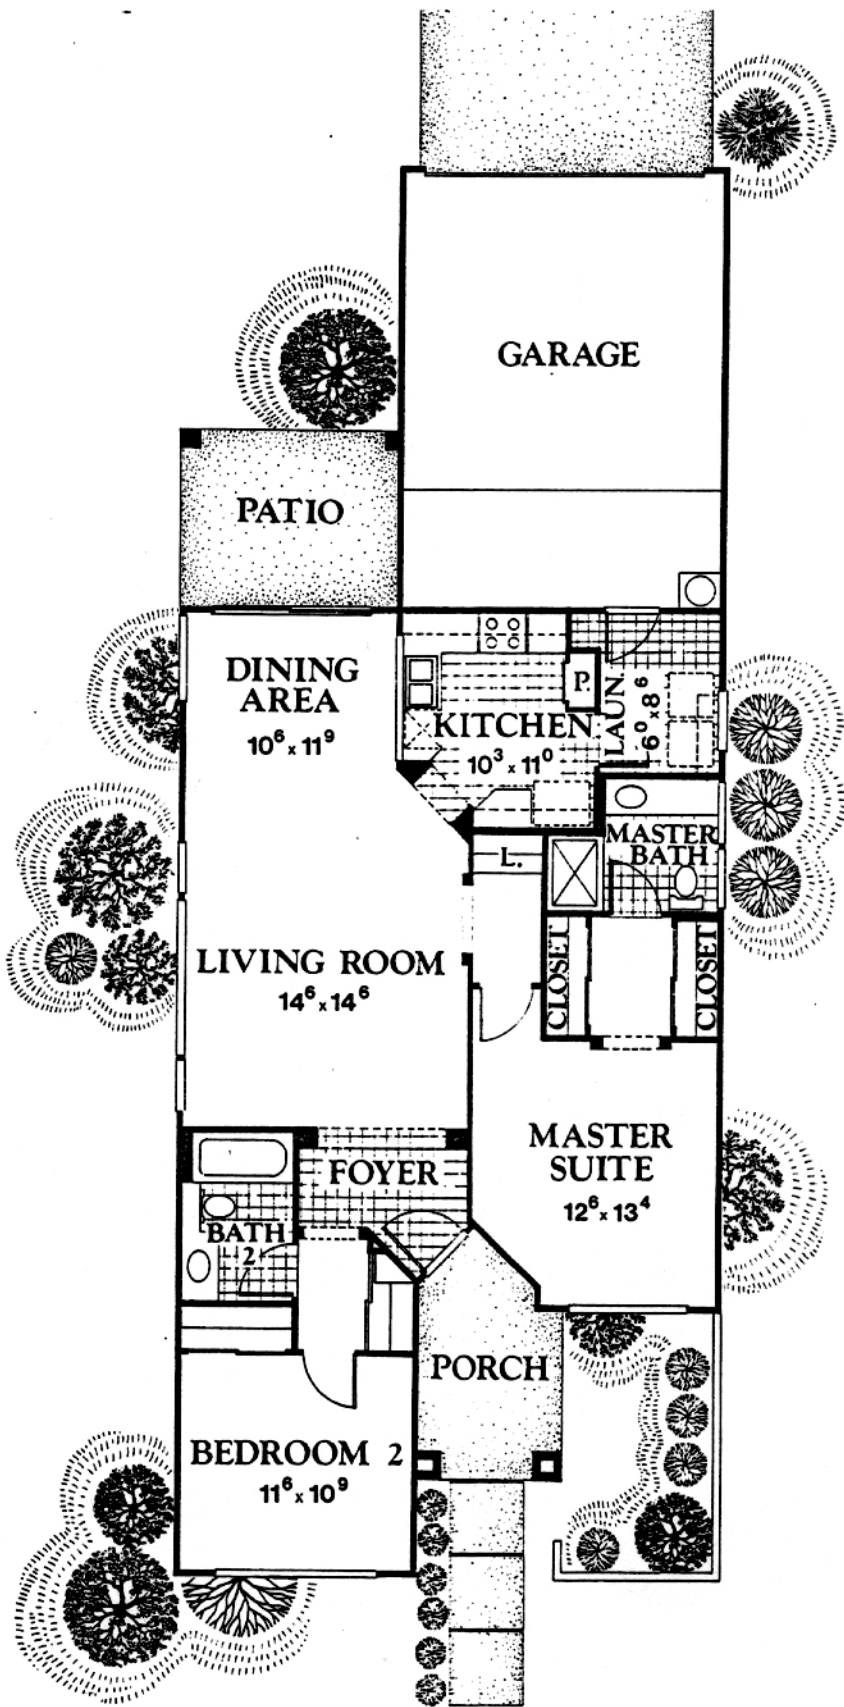 GARAGE
PATIO
DINING
AREA
10⁶ x 11⁹
KITCHEN
10³ x 11⁰
P.
LAUN.
6⁰ x 8⁶
MASTER
BATH
L.
LIVING ROOM
14⁶ x 14⁶
CLOSET
CLOSET
MASTER
SUITE
12⁶ x 13⁴
FOYER
BATH
2
PORCH
BEDROOM 2
11⁶ x 10⁹